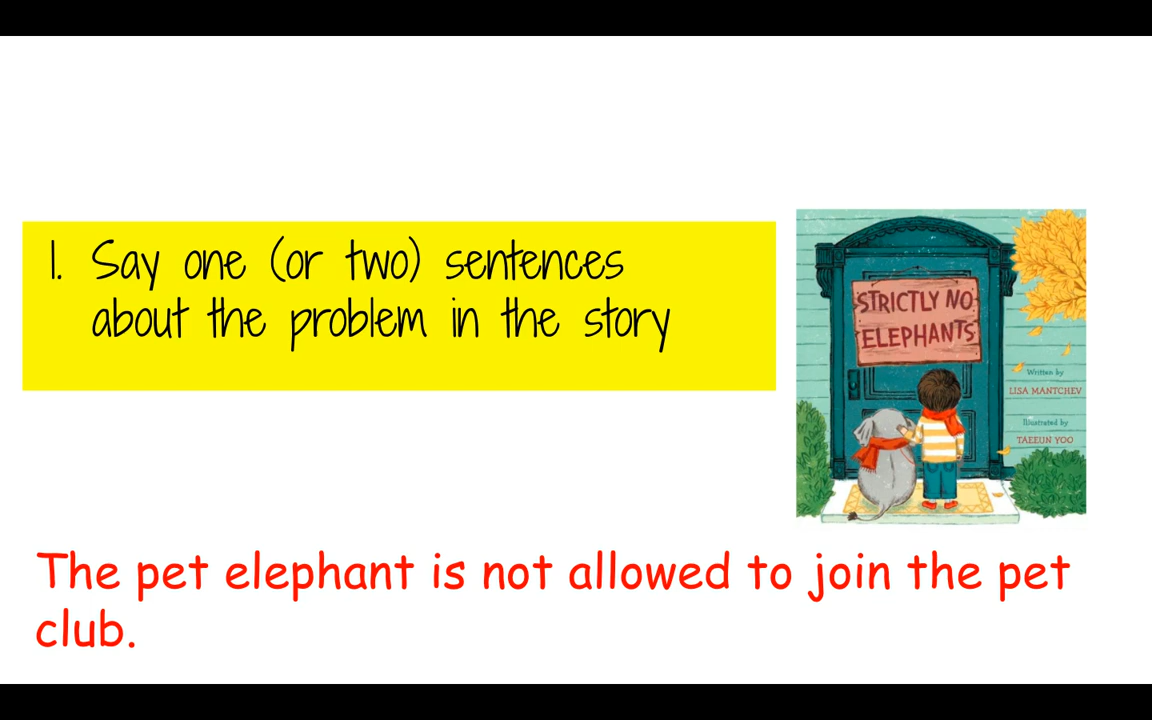 1. Say one (or two) sentences
about the problem in the story
STRICTLY NO
ELEPHANTS
Written by
LISA MANTCHEV
Illustrated by
TAEEUN YOO
The pet elephant is not allowed to join the pet
club.